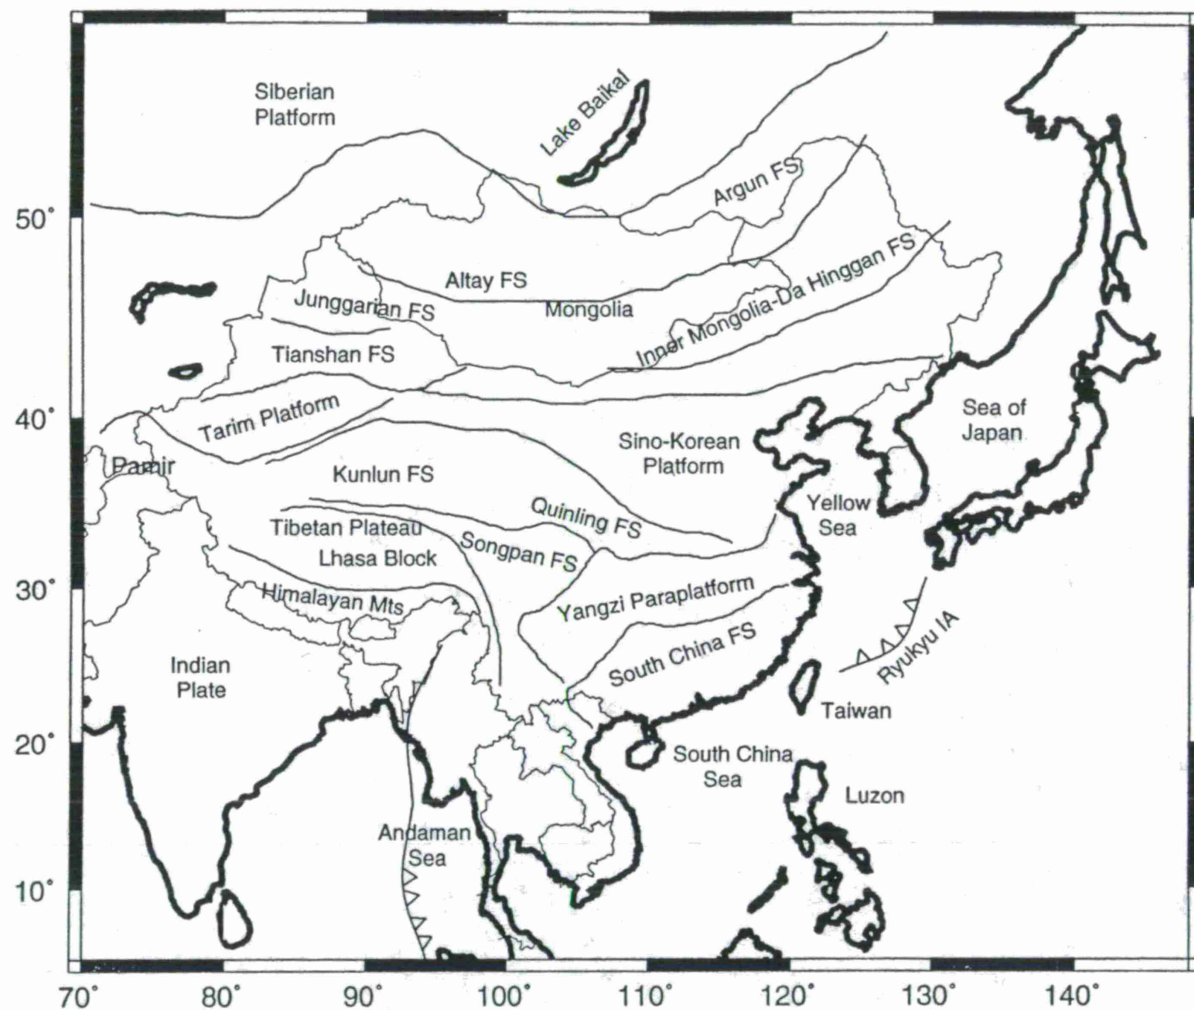 SIberian
Platform
Lake Baikal
Argun FS
50°
Altay FS
Inner Mongolia-Da Hinggan FS
Junggarian FS
Mongolia
Tianshan FS
40°
Tarim Platform
Sea of
Japan
Sino-Korean
Platform
Pamir
Kunlun FS
Yellow
Sea
Quinling FS
Tibetan Plateau
Songpan FS
Lhasa Block
30°
Himalayan Mts
Yangzi Paraplatform
South China FS
Ryukyu IA
Indian
Plate
Taiwan
20°
South China
Sea
Luzon
Andaman
Sea
10°
70° 80° 90° 100° 110° 120° 130° 140°